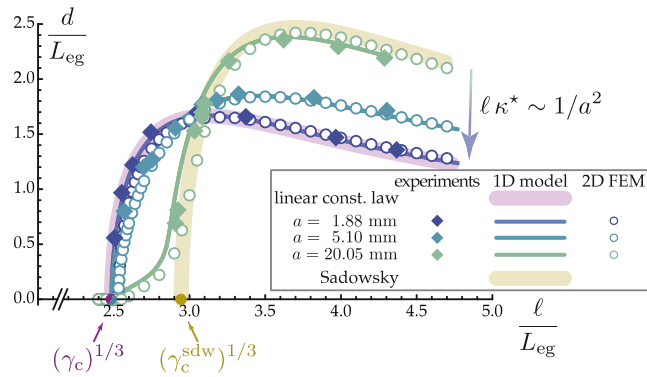 d / L_eg
2.5
2.0
1.5
1.0
0.5
0.0
2.5 3.0 3.5 4.0 4.5 5.0
ℓ / L_eg
ℓ κ* ∼ 1/a²
experiments 1D model 2D FEM
linear const. law
a = 1.88 mm
a = 5.10 mm
a = 20.05 mm
Sadowsky
(γ_c)^{1/3}
(γ_c^{sdw})^{1/3}